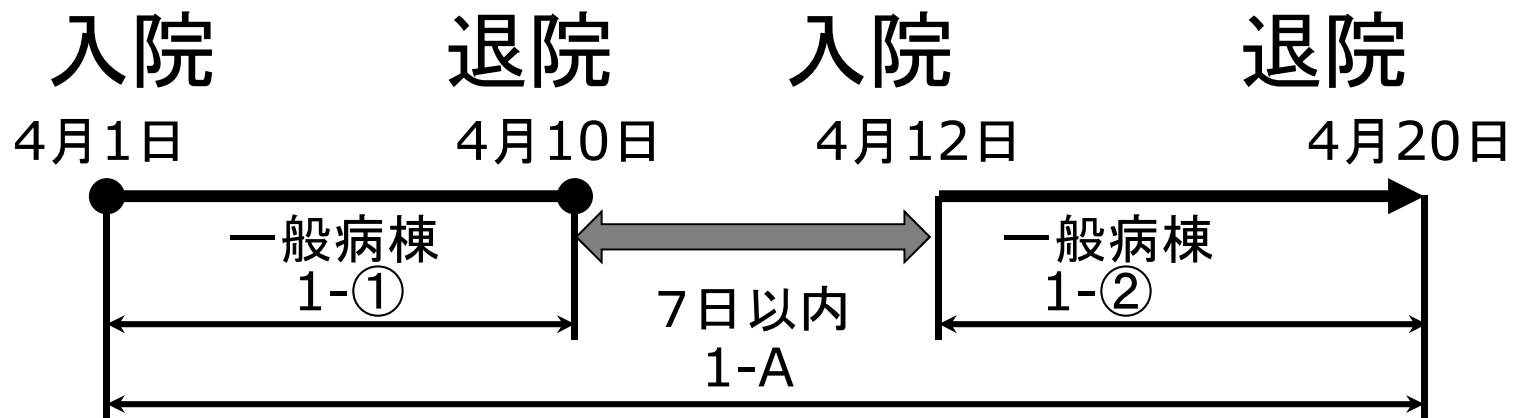 入院 退院 入院 退院
4月1日 4月10日 4月12日 4月20日
一般病棟 一般病棟
1-① 7日以内 1-②
1-A